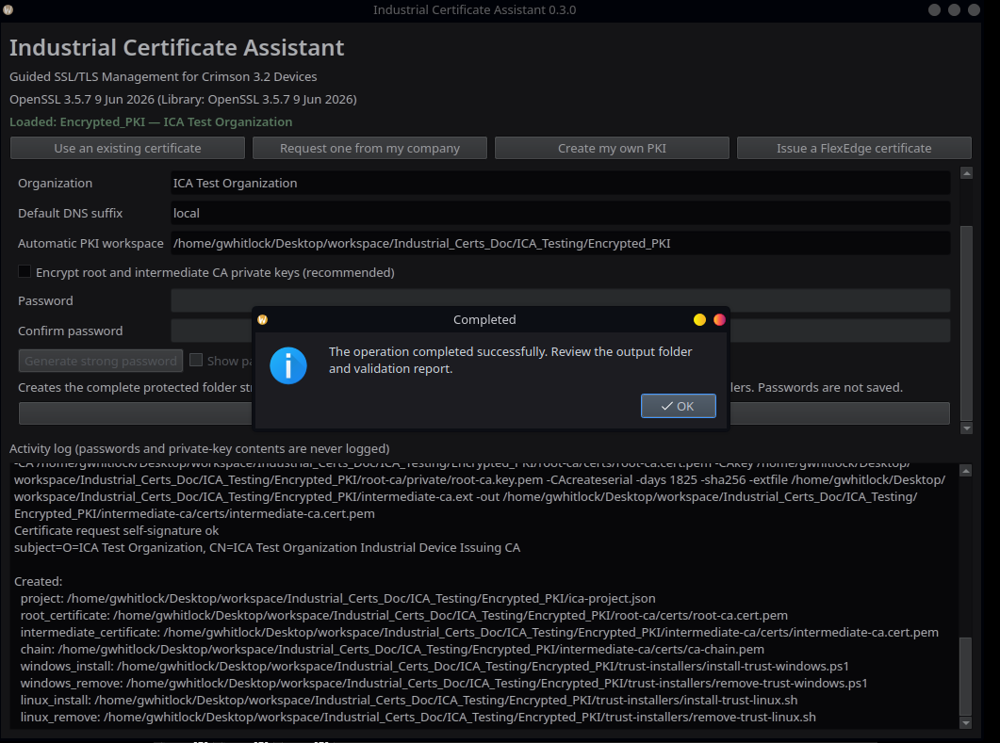 Industrial Certificate Assistant 0.3.0
Industrial Certificate Assistant
Guided SSL/TLS Management for Crimson 3.2 Devices
OpenSSL 3.5.7 9 Jun 2026 (Library: OpenSSL 3.5.7 9 Jun 2026)
Loaded: Encrypted_PKI — ICA Test Organization
Use an existing certificate
Request one from my company
Create my own PKI
Issue a FlexEdge certificate
Organization
ICA Test Organization
Default DNS suffix
local
Automatic PKI workspace
/home/gwhitlock/Desktop/workspace/Industrial_Certs_Doc/ICA_Testing/Encrypted_PKI
Encrypt root and intermediate CA private keys (recommended)
Password
Confirm password
Generate strong password
Show pa
Creates the complete protected folder str
lers. Passwords are not saved.
Completed
The operation completed successfully. Review the output folder
and validation report.
OK
Activity log (passwords and private-key contents are never logged)
-CA /home/gwhitlock/Desktop/workspace/Industrial_Certs_Doc/ICA_Testing/Encrypted_PKI/root-ca/certs/root-ca.cert.pem -CAkey /home/gwhitlock/Desktop/
workspace/Industrial_Certs_Doc/ICA_Testing/Encrypted_PKI/root-ca/private/root-ca.key.pem -CAcreateserial -days 1825 -sha256 -extfile /home/gwhitlock/Desktop/
workspace/Industrial_Certs_Doc/ICA_Testing/Encrypted_PKI/intermediate-ca.ext -out /home/gwhitlock/Desktop/workspace/Industrial_Certs_Doc/ICA_Testing/
Encrypted_PKI/intermediate-ca/certs/intermediate-ca.cert.pem
Certificate request self-signature ok
subject=O=ICA Test Organization, CN=ICA Test Organization Industrial Device Issuing CA
Created:
project: /home/gwhitlock/Desktop/workspace/Industrial_Certs_Doc/ICA_Testing/Encrypted_PKI/ica-project.json
root_certificate: /home/gwhitlock/Desktop/workspace/Industrial_Certs_Doc/ICA_Testing/Encrypted_PKI/root-ca/certs/root-ca.cert.pem
intermediate_certificate: /home/gwhitlock/Desktop/workspace/Industrial_Certs_Doc/ICA_Testing/Encrypted_PKI/intermediate-ca/certs/intermediate-ca.cert.pem
chain: /home/gwhitlock/Desktop/workspace/Industrial_Certs_Doc/ICA_Testing/Encrypted_PKI/intermediate-ca/certs/ca-chain.pem
windows_install: /home/gwhitlock/Desktop/workspace/Industrial_Certs_Doc/ICA_Testing/Encrypted_PKI/trust-installers/install-trust-windows.ps1
windows_remove: /home/gwhitlock/Desktop/workspace/Industrial_Certs_Doc/ICA_Testing/Encrypted_PKI/trust-installers/remove-trust-windows.ps1
linux_install: /home/gwhitlock/Desktop/workspace/Industrial_Certs_Doc/ICA_Testing/Encrypted_PKI/trust-installers/install-trust-linux.sh
linux_remove: /home/gwhitlock/Desktop/workspace/Industrial_Certs_Doc/ICA_Testing/Encrypted_PKI/trust-installers/remove-trust-linux.sh